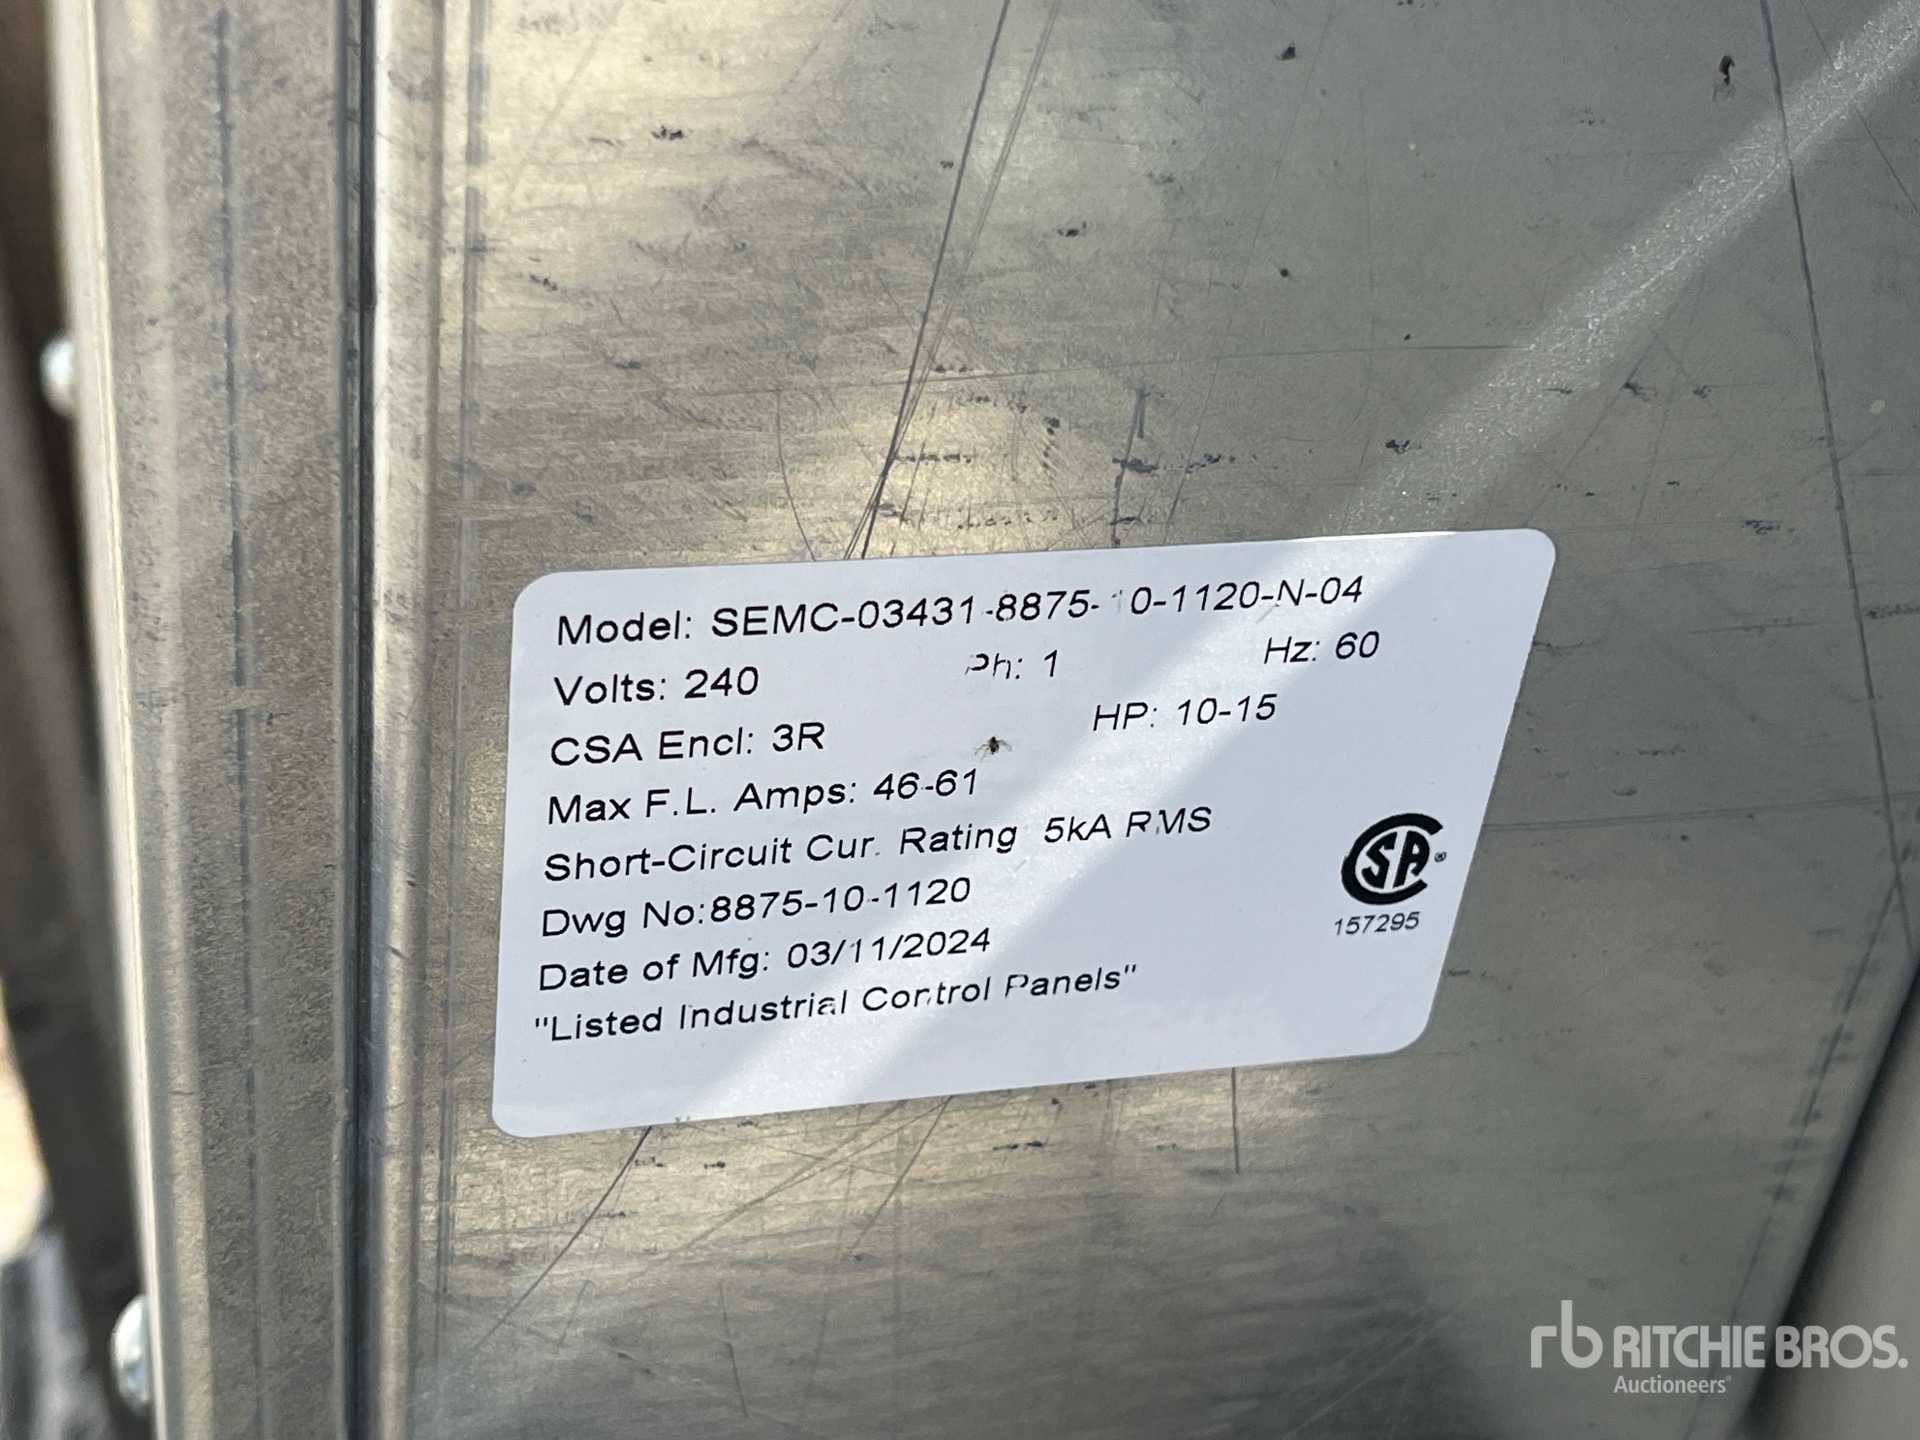 Model: SEMC-03431-8875-10-1120-N-04
Volts: 240 Ph: 1 Hz: 60
CSA Encl: 3R HP: 10-15
Max F.L. Amps: 46-61
Short-Circuit Cur. Rating 5kA RMS
Dwg No:8875-10-1120
Date of Mfg: 03/11/2024
"Listed Industrial Control Panels"
CSA®
157295
rb RITCHIE BROS.
Auctioneers®